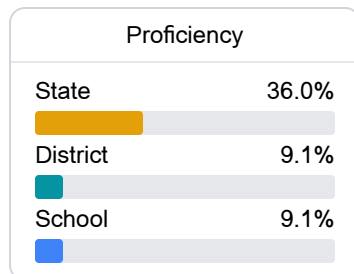 Proficiency
State 36.0%
District 9.1%
School 9.1%